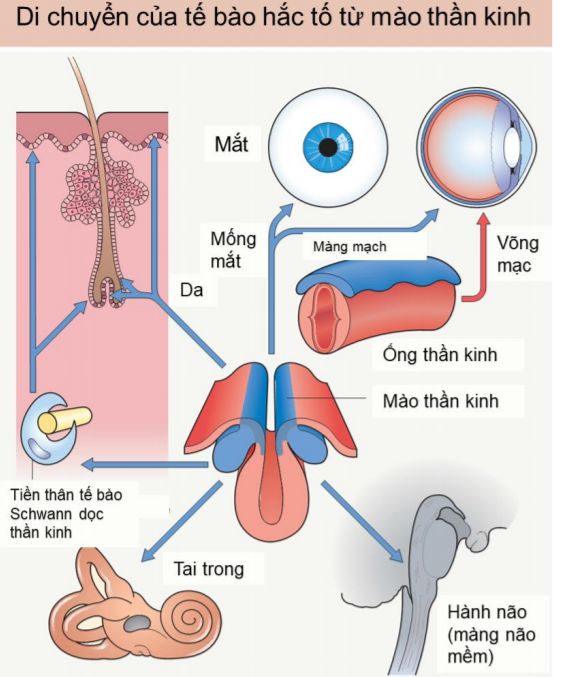 Di chuyển của tế bào hắc tố từ mào thần kinh
Mắt
Mống
mắt
Màng mạch
Võng
mạc
Da
Ống thần kinh
Mào thần kinh
Tiền thân tế bào
Schwann dọc
thần kinh
Tai trong
Hành não
(màng não
mềm)